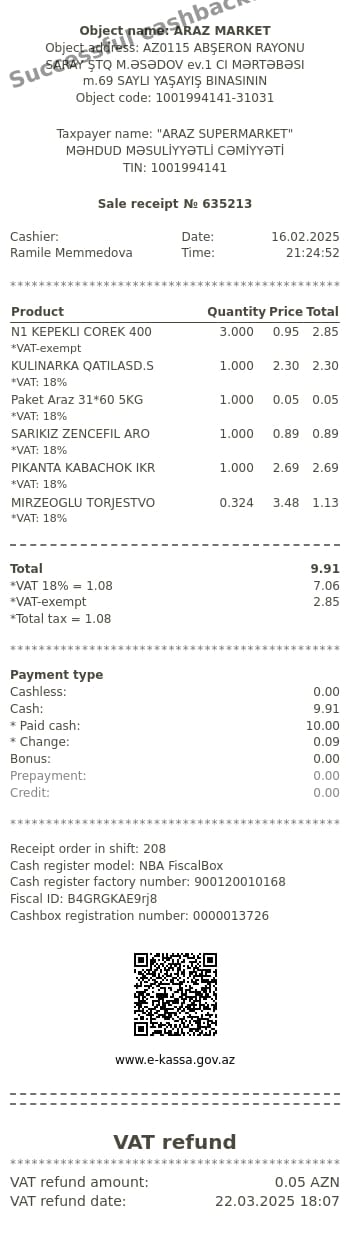 Successful cashback
Object name: ARAZ MARKET
Object address: AZ0115 ABŞERON RAYONU
SARAY ŞTQ M.ƏSƏDOV ev.1 CI MƏRTƏBƏSİ
m.69 SAYLI YAŞAYIŞ BINASININ
Object code: 1001994141-31031
Taxpayer name: "ARAZ SUPERMARKET"
MƏHDUD MƏSULİYYƏTLİ CƏMİYYƏTİ
TIN: 1001994141
Sale receipt № 635213
Cashier: Date: 16.02.2025
Ramile Memmedova Time: 21:24:52
**********************************************
Product Quantity Price Total
N1 KEPEKLI COREK 400 3.000 0.95 2.85
*VAT-exempt
KULINARKA QATILASD.S 1.000 2.30 2.30
*VAT: 18%
Paket Araz 31*60 5KG 1.000 0.05 0.05
*VAT: 18%
SARIKIZ ZENCEFIL ARO 1.000 0.89 0.89
*VAT: 18%
PIKANTA KABACHOK IKR 1.000 2.69 2.69
*VAT: 18%
MIRZEOGLU TORJESTVO 0.324 3.48 1.13
*VAT: 18%
Total 9.91
*VAT 18% = 1.08 7.06
*VAT-exempt 2.85
*Total tax = 1.08
**********************************************
Payment type
Cashless: 0.00
Cash: 9.91
* Paid cash: 10.00
* Change: 0.09
Bonus: 0.00
Prepayment: 0.00
Credit: 0.00
**********************************************
Receipt order in shift: 208
Cash register model: NBA FiscalBox
Cash register factory number: 900120010168
Fiscal ID: B4GRGKAE9rj8
Cashbox registration number: 0000013726
www.e-kassa.gov.az
VAT refund
**********************************************
VAT refund amount: 0.05 AZN
VAT refund date: 22.03.2025 18:07